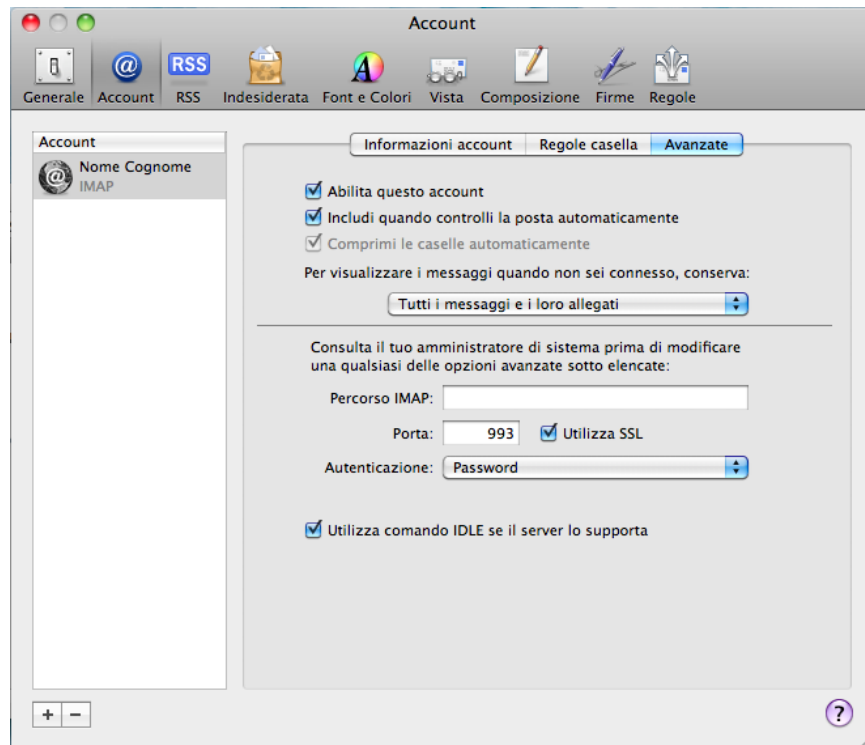 Account
RSS
Generale Account RSS Indesiderata Font e Colori Vista Composizione Firme Regole
Account
Nome Cognome
IMAP
Informazioni account Regole casella Avanzate
Abilita questo account
Includi quando controlli la posta automaticamente
Comprimi le caselle automaticamente
Per visualizzare i messaggi quando non sei connesso, conserva:
Tutti i messaggi e i loro allegati
Consulta il tuo amministratore di sistema prima di modificare
una qualsiasi delle opzioni avanzate sotto elencate:
Percorso IMAP:
Porta: 993 Utilizza SSL
Autenticazione: Password
Utilizza comando IDLE se il server lo supporta
+ − ?